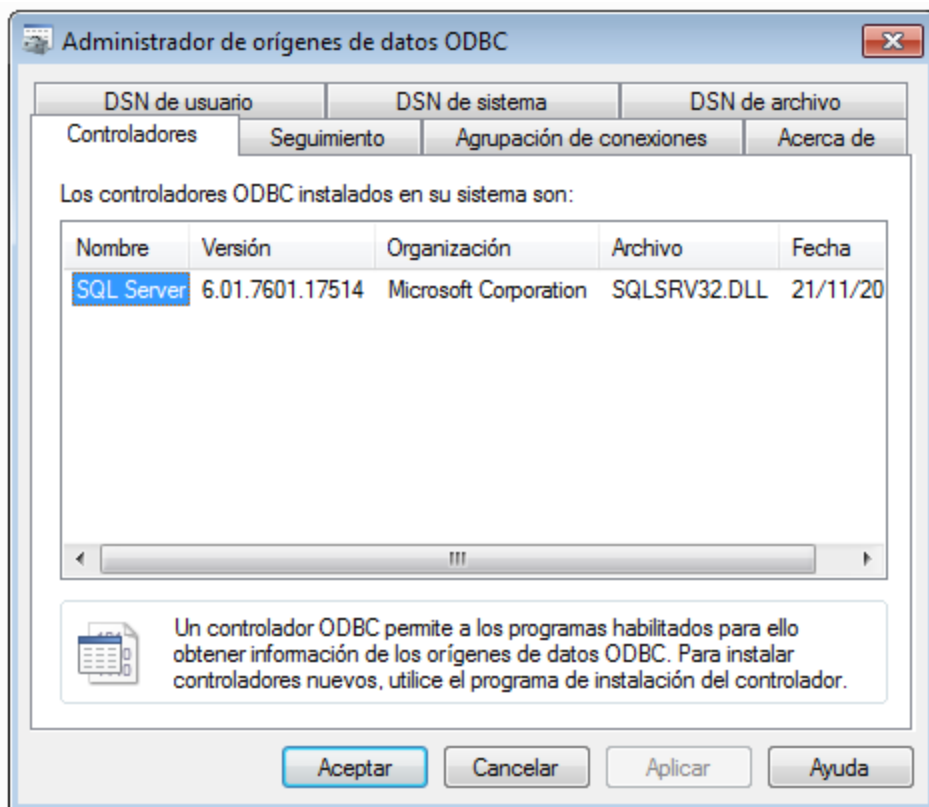 Administrador de orígenes de datos ODBC
DSN de usuario DSN de sistema DSN de archivo
Controladores Seguimiento Agrupación de conexiones Acerca de
Los controladores ODBC instalados en su sistema son:
Nombre Versión Organización Archivo Fecha
SQL Server 6.01.7601.17514 Microsoft Corporation SQLSRV32.DLL 21/11/20
Un controlador ODBC permite a los programas habilitados para ello
obtener información de los orígenes de datos ODBC. Para instalar
controladores nuevos, utilice el programa de instalación del controlador.
Aceptar Cancelar Aplicar Ayuda